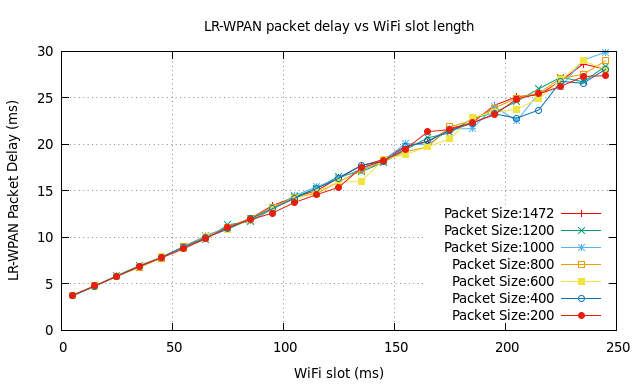 LR-WPAN packet delay vs WiFi slot length
30
25
20
15
10
5
0
LR-WPAN Packet Delay (ms)
Packet Size:1472
Packet Size:1200
Packet Size:1000
Packet Size:800
Packet Size:600
Packet Size:400
Packet Size:200
0 50 100 150 200 250
WiFi slot (ms)